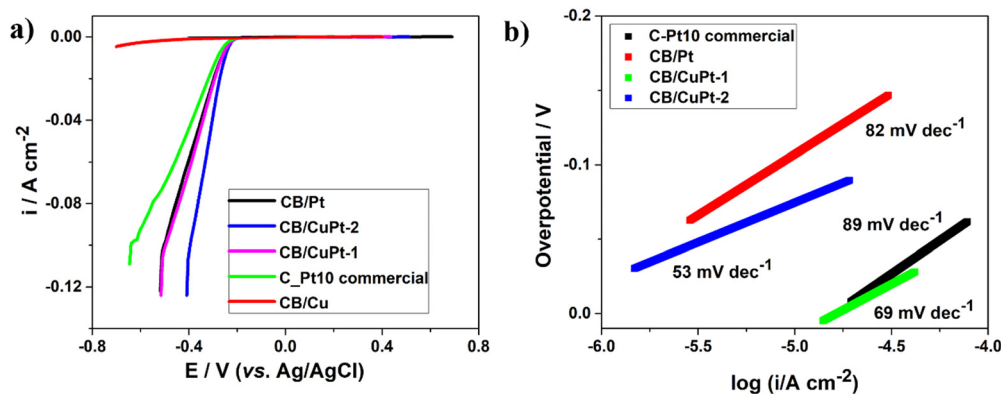 a)
i / A cm-2
0.00
-0.04
-0.08
-0.12
CB/Pt
CB/CuPt-2
CB/CuPt-1
C_Pt10 commercial
CB/Cu
-0.8
-0.4
0.0
0.4
0.8
E / V (vs. Ag/AgCl)
b)
Overpotential / V
-0.2
-0.1
0.0
C-Pt10 commercial
CB/Pt
CB/CuPt-1
CB/CuPt-2
82 mV dec-1
89 mV dec-1
53 mV dec-1
69 mV dec-1
-6.0
-5.5
-5.0
-4.5
-4.0
log (i/A cm-2)